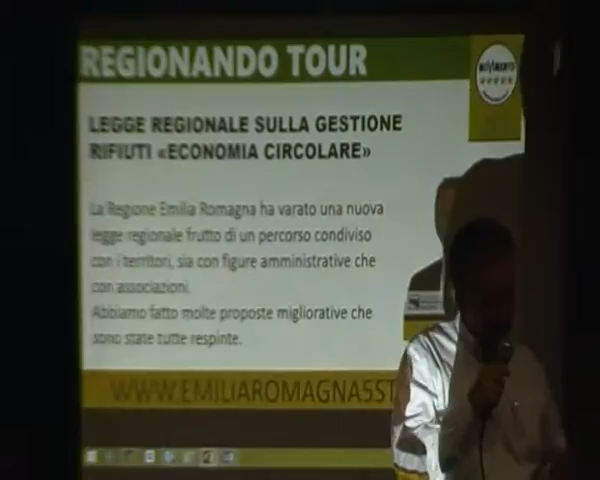 REGIONANDO TOUR
MOVIMENTO
LEGGE REGIONALE SULLA GESTIONE
RIFIUTI «ECONOMIA CIRCOLARE»
La Regione Emilia Romagna ha varato una nuova
legge regionale frutto di un percorso condiviso
con i territori, sia con figure amministrative che
con associazioni.
Abbiamo fatto molte proposte migliorative che
sono state tutte respinte.
WWW.EMILIAROMAGNA5ST